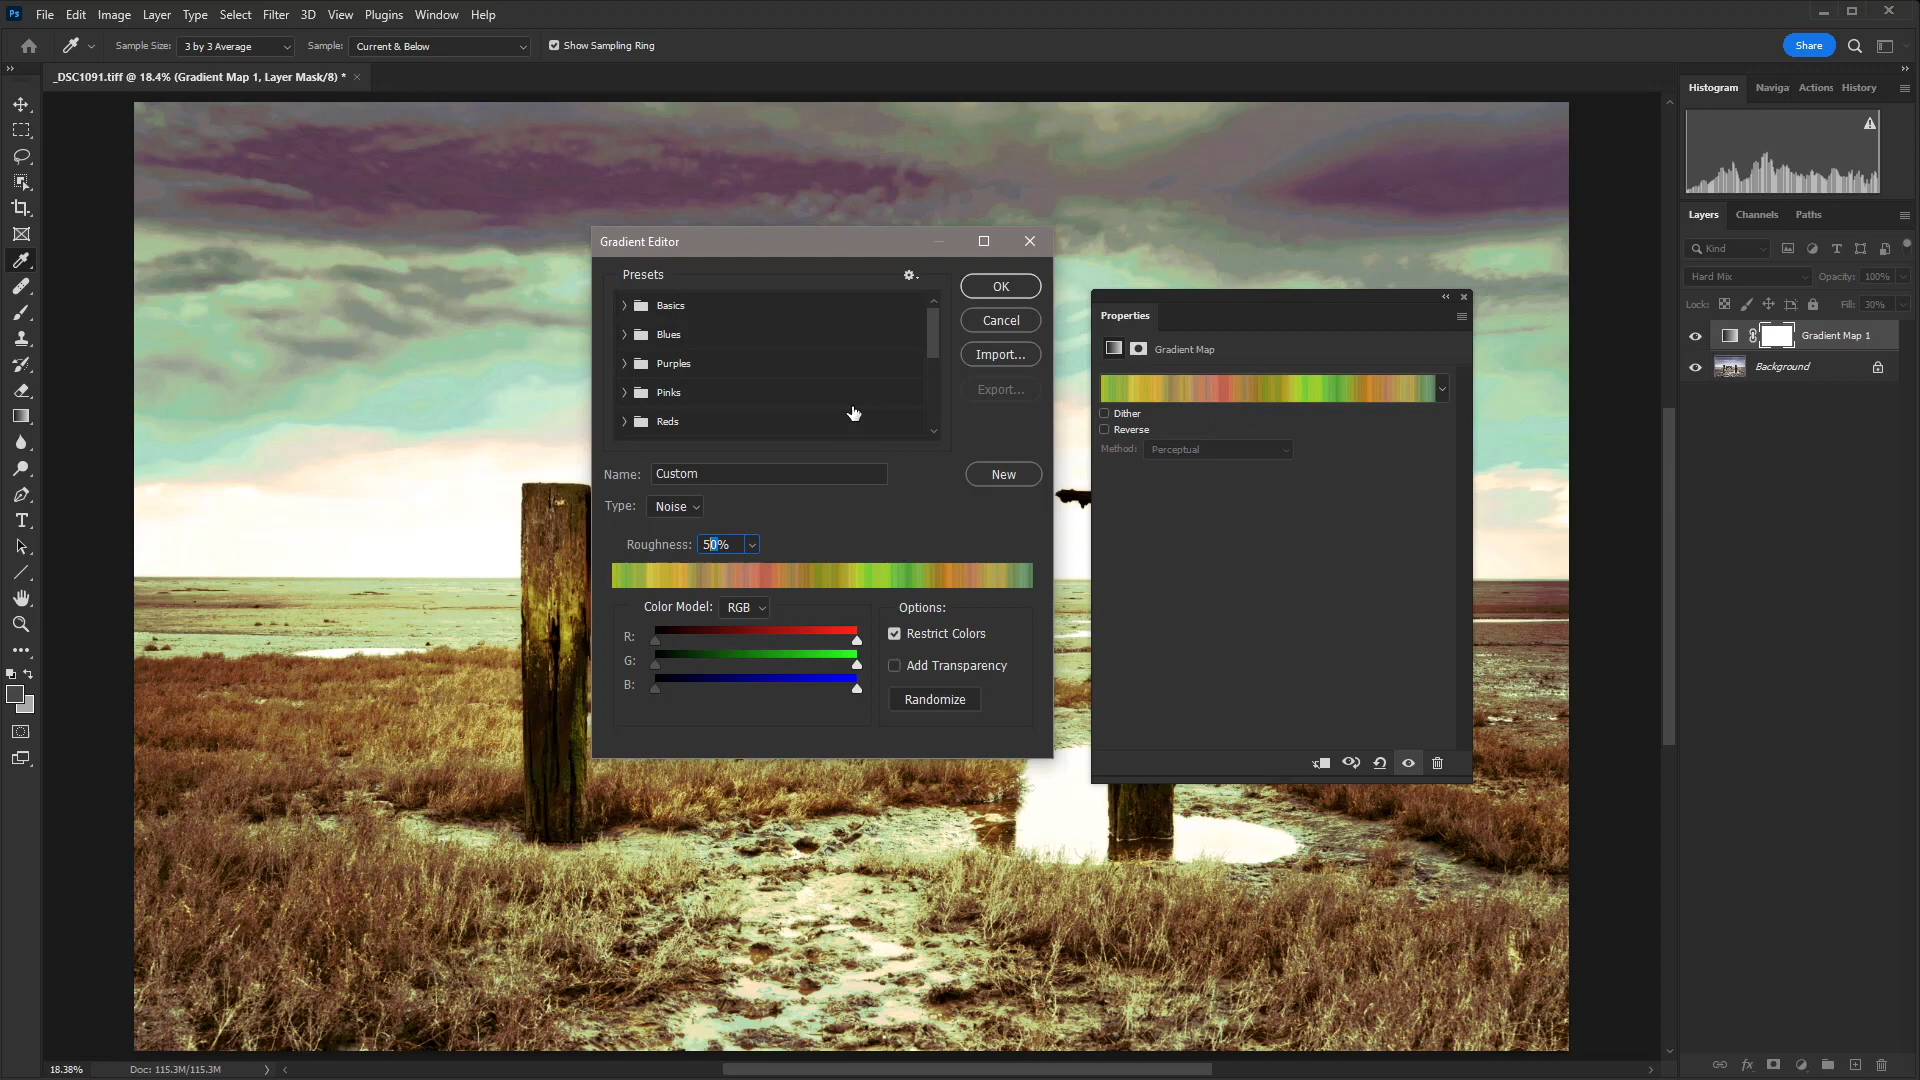 Ps File Edit Image Layer Type Select Filter 3D View Plugins Window Help
Sample Size: 3 by 3 Average Sample: Current & Below Show Sampling Ring Share
_DSC1091.tiff @ 18.4% (Gradient Map 1, Layer Mask/8) *
Histogram Naviga Actions History
Layers Channels Paths
Kind
Hard Mix Opacity: 100%
Lock: Fill: 30%
Gradient Map 1
Background
Gradient Editor
Presets
Basics
Blues
Purples
Pinks
Reds
OK
Cancel
Import...
Export...
Name: Custom New
Type: Noise
Roughness: 50%
Color Model: RGB
R:
G:
B:
Options:
Restrict Colors
Add Transparency
Randomize
Properties
Gradient Map
Dither
Reverse
Method: Perceptual
18.38% Doc: 115.3M/115.3M